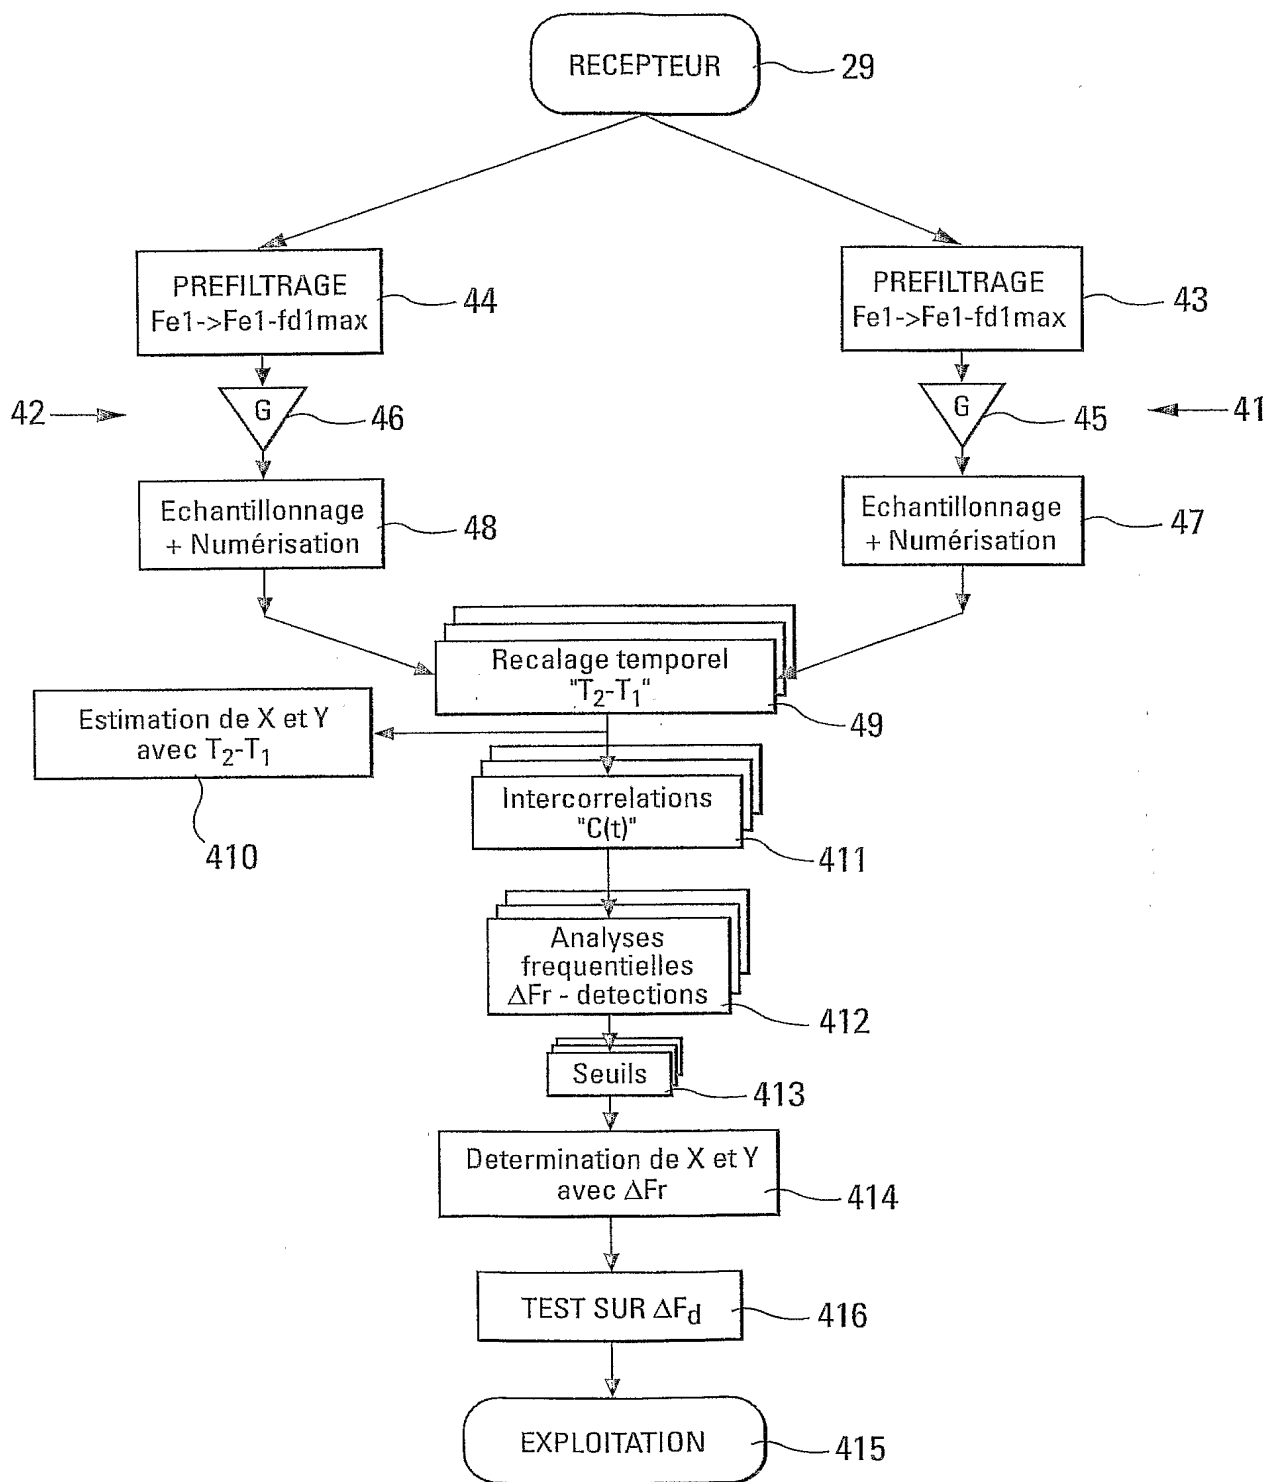 RECEPTEUR
29
PREFILTRAGE
Fe1->Fe1-fd1max
44
PREFILTRAGE
Fe1->Fe1-fd1max
43
42
G
46
G
45
41
Echantillonnage
+ Numérisation
48
Echantillonnage
+ Numérisation
47
Recalage temporel
"T2-T1"
49
Estimation de X et Y
avec T2-T1
410
Intercorrelations
"C(t)"
411
Analyses
frequentielles
ΔFr - detections
412
Seuils
413
Determination de X et Y
avec ΔFr
414
TEST SUR ΔFd
416
EXPLOITATION
415